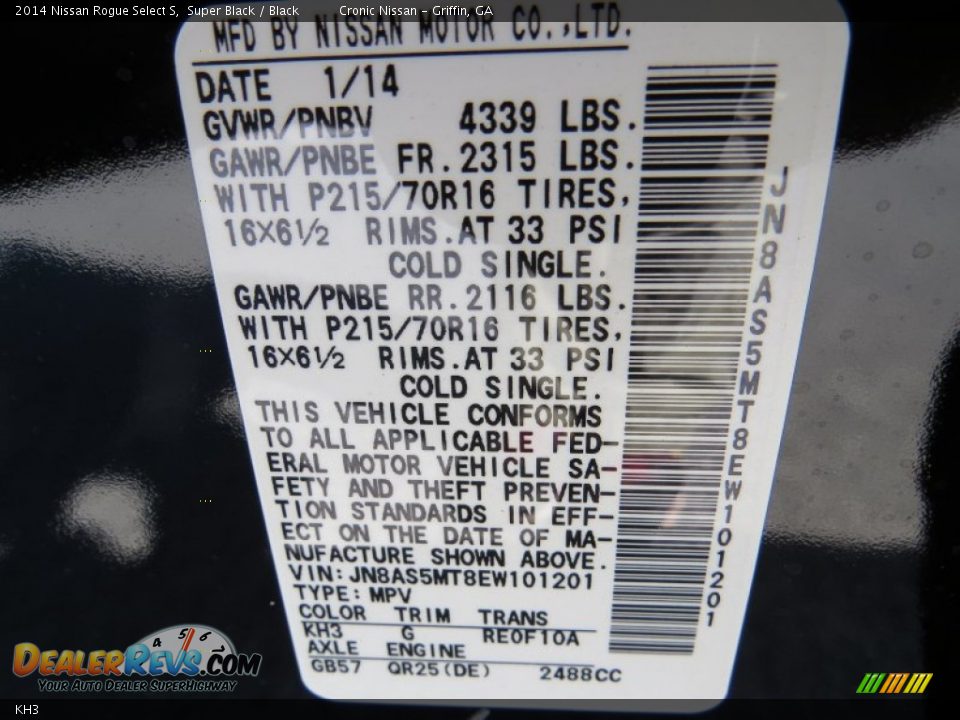 2014 Nissan Rogue Select S, Super Black / Black Cronic Nissan - Griffin, GA
MFD BY NISSAN MOTOR CO.,LTD.
DATE 1/14
GVWR/PNBV 4339 LBS.
GAWR/PNBE FR.2315 LBS.
WITH P215/70R16 TIRES,
16X6½ RIMS.AT 33 PSI
COLD SINGLE.
GAWR/PNBE RR.2116 LBS.
WITH P215/70R16 TIRES,
16X6½ RIMS.AT 33 PSI
COLD SINGLE.
THIS VEHICLE CONFORMS
TO ALL APPLICABLE FED-
ERAL MOTOR VEHICLE SA-
FETY AND THEFT PREVEN-
TION STANDARDS IN EFF-
ECT ON THE DATE OF MA-
NUFACTURE SHOWN ABOVE.
VIN:JN8AS5MT8EW101201
TYPE:MPV
COLOR TRIM TRANS
KH3 G RE0F10A
AXLE ENGINE
GB57 QR25(DE) 2488CC
JN8AS5MT8EW101201
4 5 6
DEALERREVS.COM
Your Auto Dealer SuperHighway
KH3